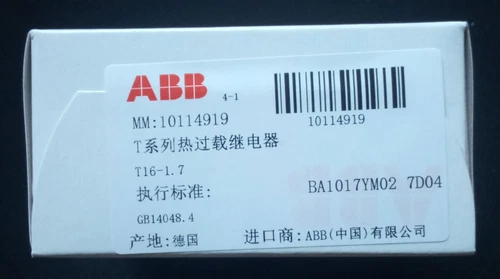 ABB 4-1
MM:10114919
10114919
T系列热过载继电器
T16-1.7
执行标准:
BA1017YM02 7D04
GB14048.4
产地:德国 进口商:ABB(中国)有限公司